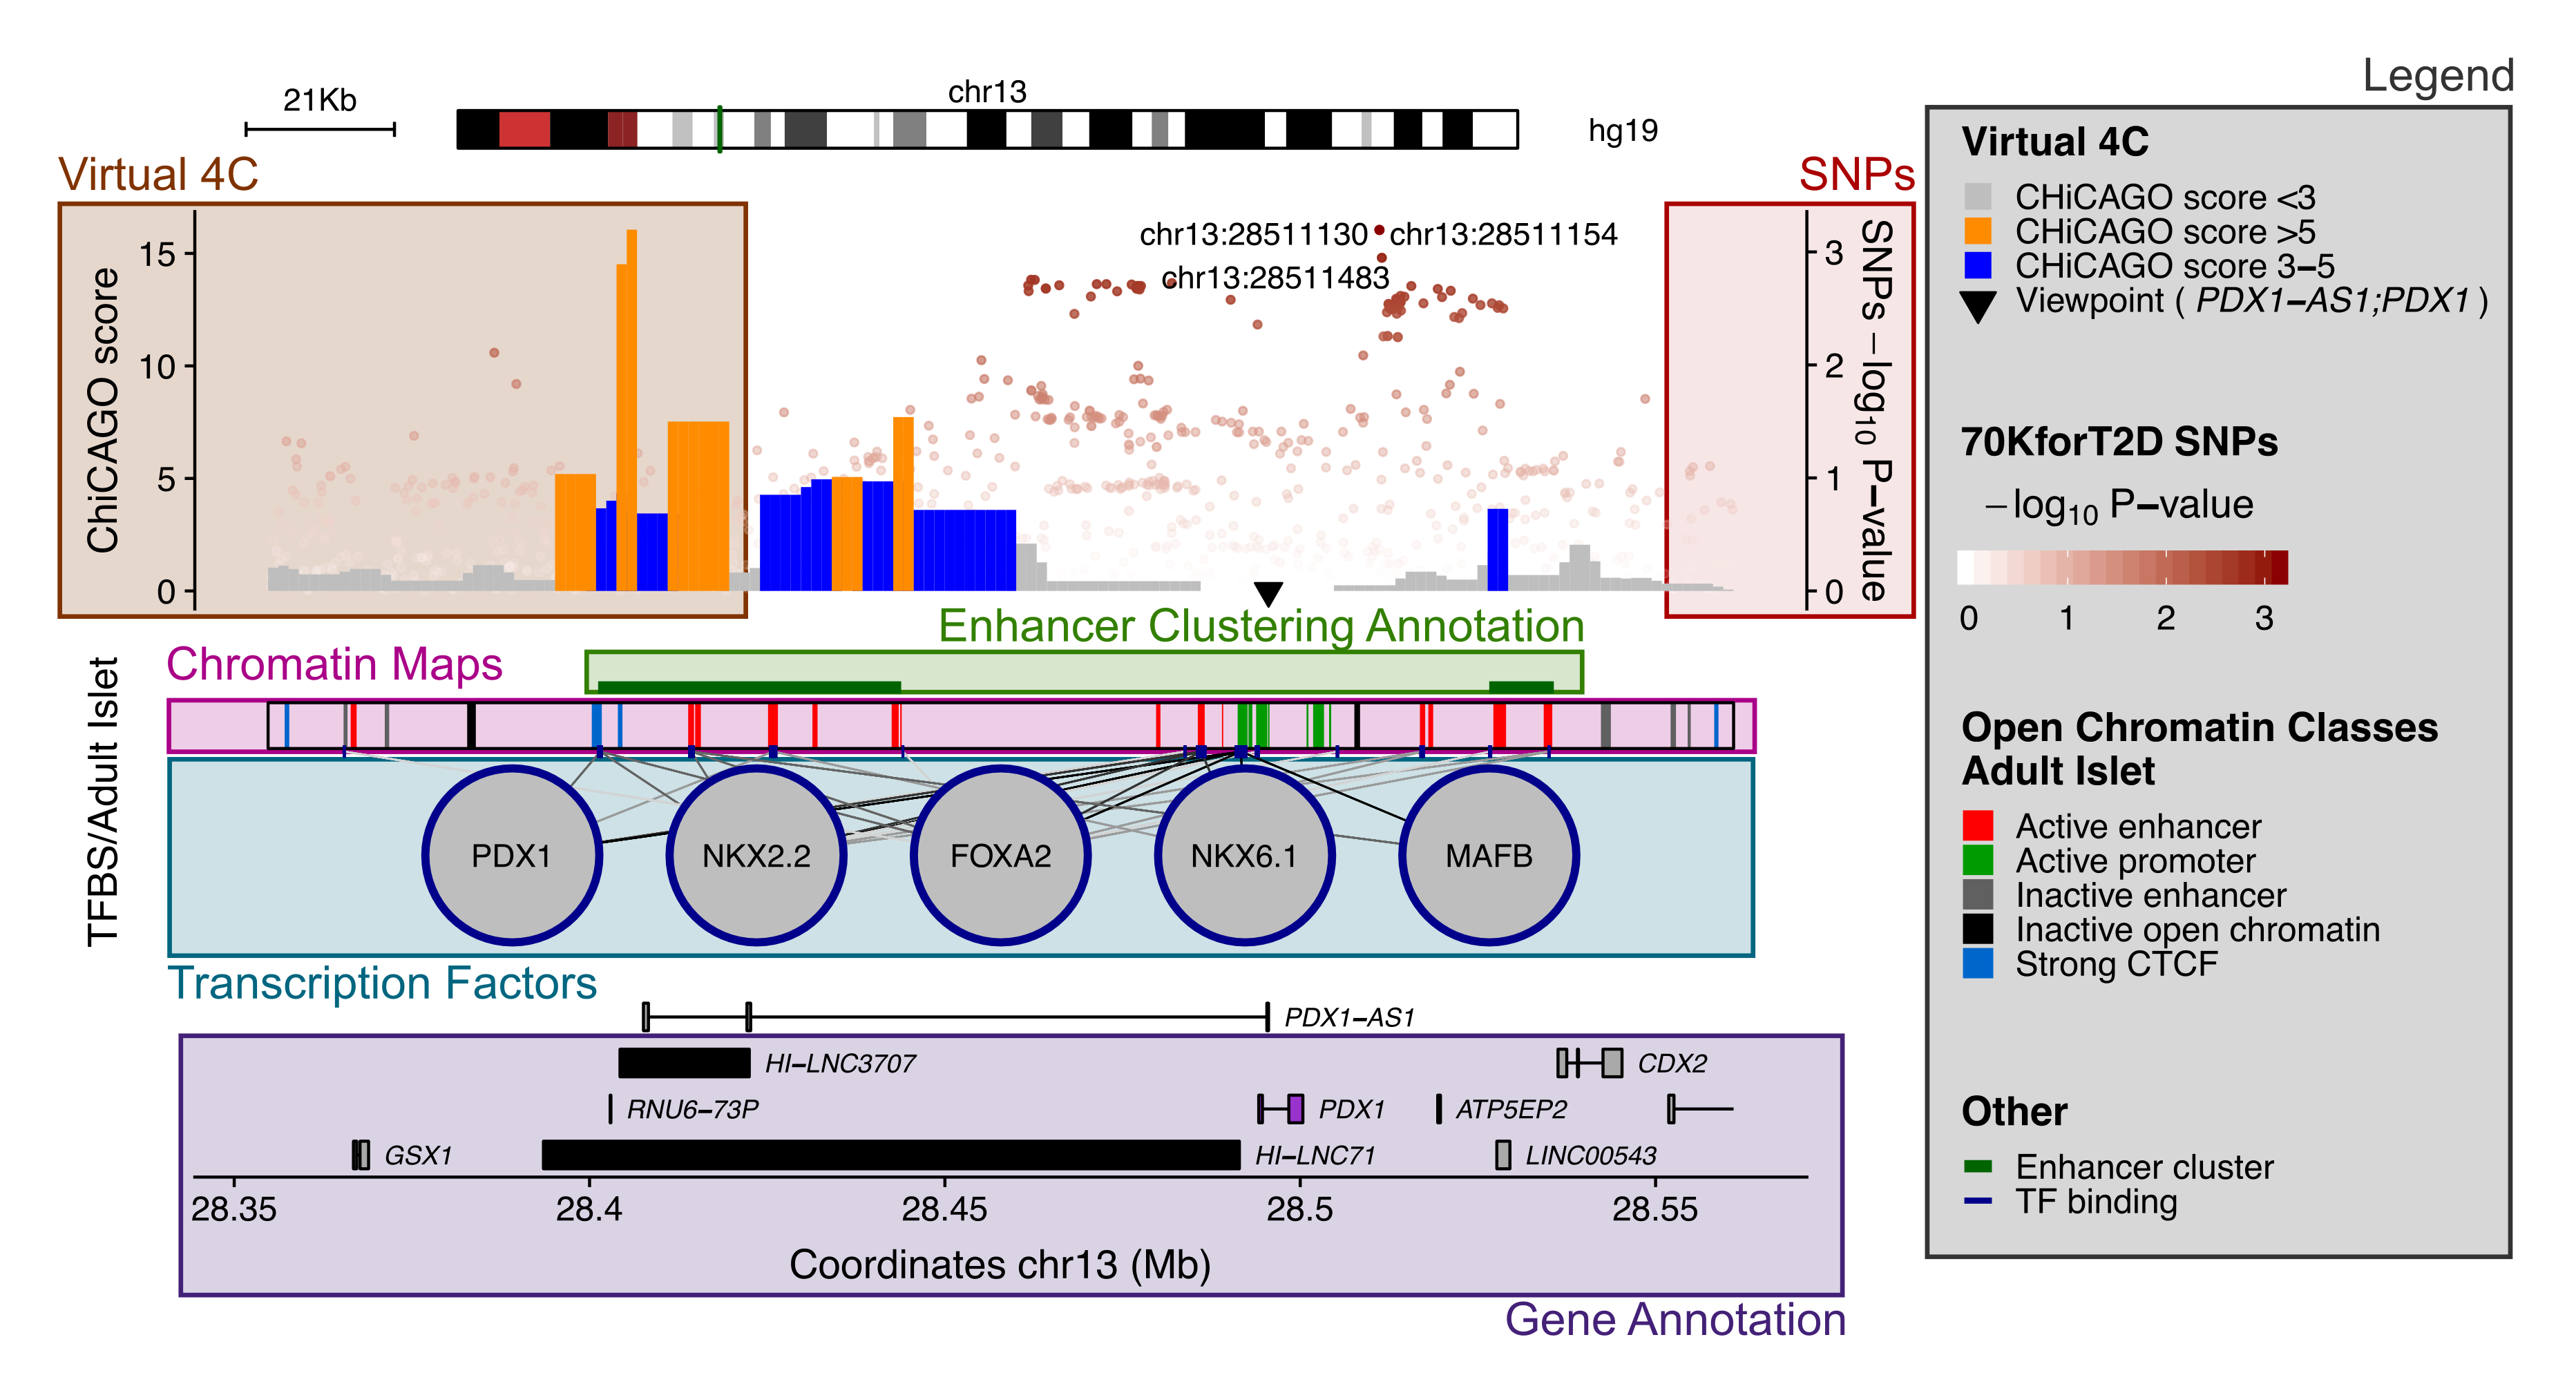 Legend
21Kb
chr13
hg19
Virtual 4C
SNPs
ChiCAGO score
15
10
5
0
chr13:28511130
chr13:28511154
chr13:28511483
3
2
1
0
SNPs −log10 P−value
Enhancer Clustering Annotation
Chromatin Maps
TFBS/Adult Islet
PDX1
NKX2.2
FOXA2
NKX6.1
MAFB
Transcription Factors
PDX1−AS1
HI−LNC3707
CDX2
RNU6−73P
PDX1
ATP5EP2
GSX1
HI−LNC71
LINC00543
28.35
28.4
28.45
28.5
28.55
Coordinates chr13 (Mb)
Gene Annotation
Virtual 4C
CHiCAGO score <3
CHiCAGO score >5
CHiCAGO score 3−5
Viewpoint ( PDX1−AS1;PDX1 )
70KforT2D SNPs
−log10 P−value
0 1 2 3
Open Chromatin Classes
Adult Islet
Active enhancer
Active promoter
Inactive enhancer
Inactive open chromatin
Strong CTCF
Other
Enhancer cluster
TF binding